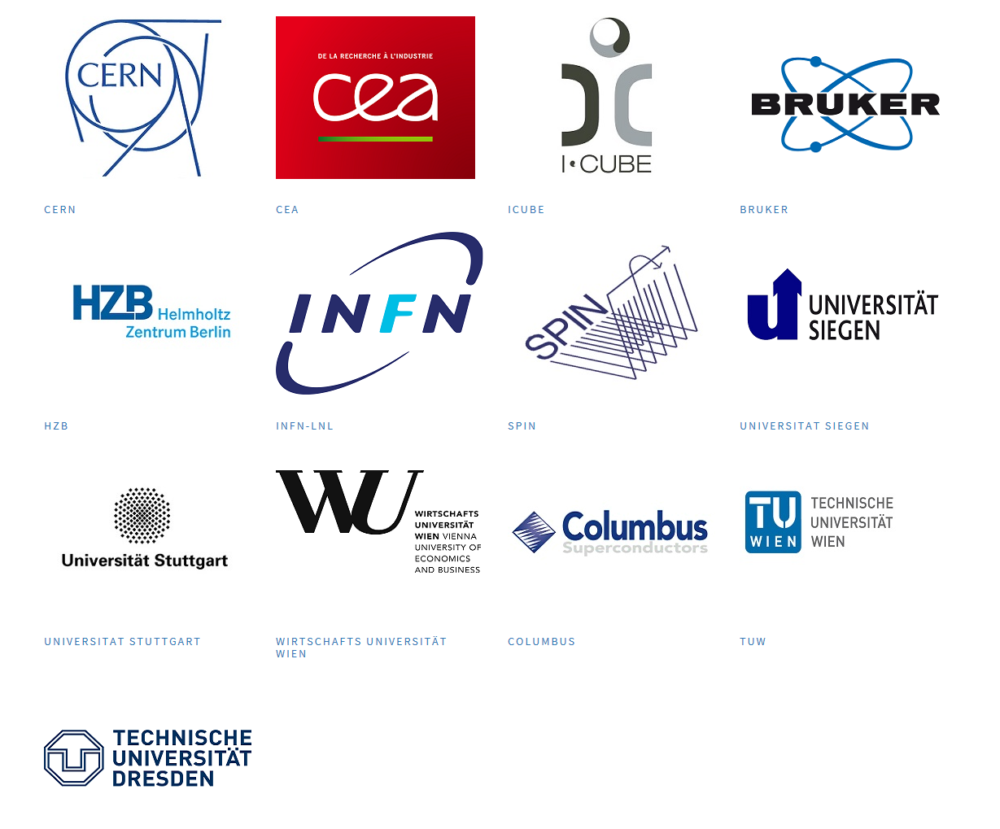 CERN
DE LA RECHERCHE À L'INDUSTRIE
cea
I•CUBE
BRUKER
CERN
CEA
ICUBE
BRUKER
HZB Helmholtz
Zentrum Berlin
INFN
SPIN
UNIVERSITÄT
SIEGEN
HZB
INFN-LNL
SPIN
UNIVERSITAT SIEGEN
Universität Stuttgart
WU
WIRTSCHAFTS
UNIVERSITÄT
WIEN VIENNA
UNIVERSITY OF
ECONOMICS
AND BUSINESS
Columbus
Superconductors
TU
WIEN
TECHNISCHE
UNIVERSITÄT
WIEN
UNIVERSITAT STUTTGART
WIRTSCHAFTS UNIVERSITÄT
WIEN
COLUMBUS
TUW
TECHNISCHE
UNIVERSITÄT
DRESDEN